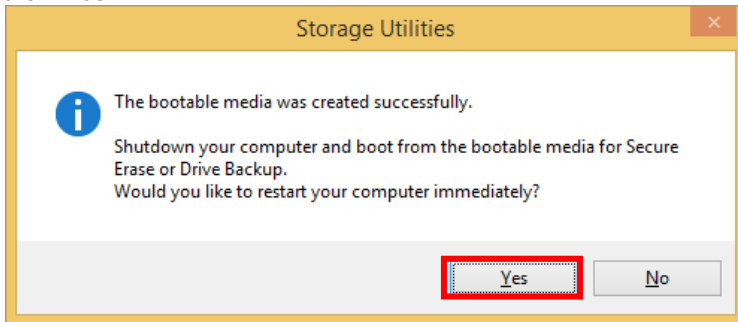 Storage Utilities
The bootable media was created successfully.
Shutdown your computer and boot from the bootable media for Secure
Erase or Drive Backup.
Would you like to restart your computer immediately?
Yes
No